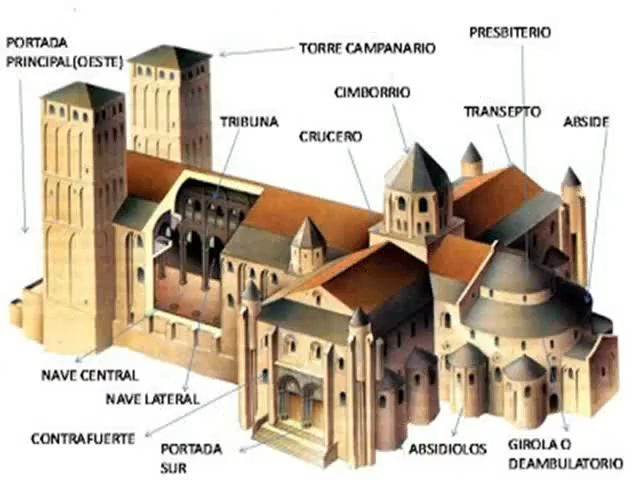 PORTADA
PRINCIPAL(OESTE)
TORRE CAMPANARIO
PRESBITERIO
CIMBORRIO
TRIBUNA
CRUCERO
TRANSEPTO
ABSIDE
NAVE CENTRAL
NAVE LATERAL
CONTRAFUERTE
PORTADA
SUR
ABSIDIOLOS
GIROLA O
DEAMBULATORIO